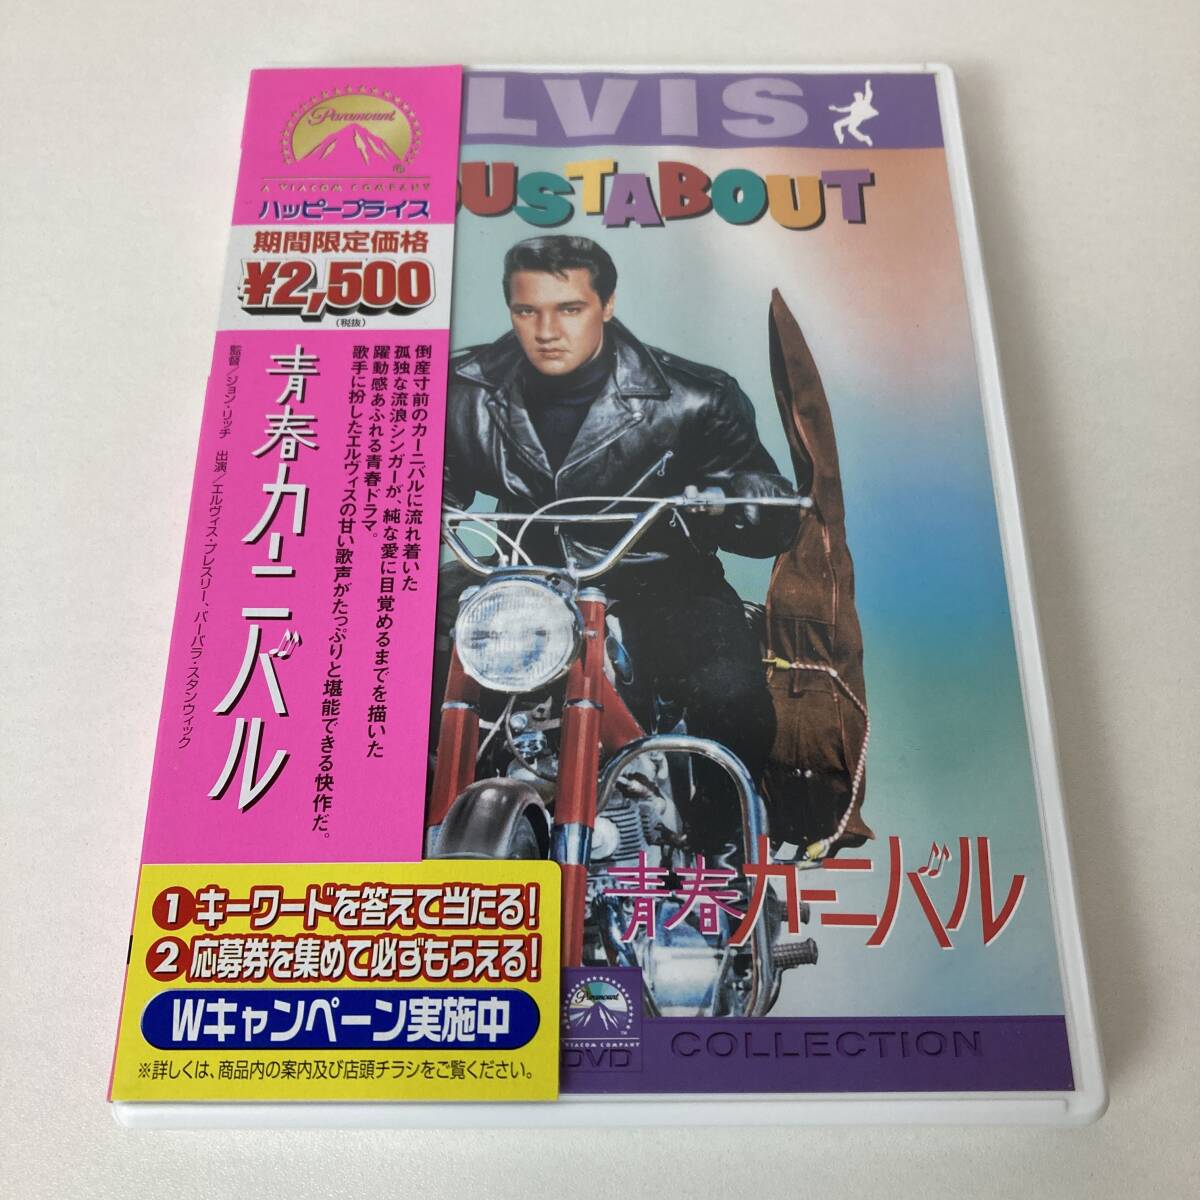 Paramount
A VIACOM COMPANY
ハッピープライス
期間限定価格
¥2,500
(税抜)
青春カーニバル
監督/ジョン・リッチ 出演/エルヴィス・プレスリー、バーバラ・スタンウィック
倒産寸前のカーニバルに流れ着いた
孤独な流浪シンガーが、純な愛に目覚めるまでを描いた
躍動感あふれる青春ドラマ。
歌手に扮したエルヴィスの甘い歌声がたっぷりと堪能できる快作だ。
1 キーワードを答えて当たる!
2 応募券を集めて必ずもらえる!
Wキャンペーン実施中
※詳しくは、商品内の案内及び店頭チラシをご覧ください。
LVIS
OUSTABOUT
青春カーニバル
Paramount
A VIACOM COMPANY
DVD
COLLECTION